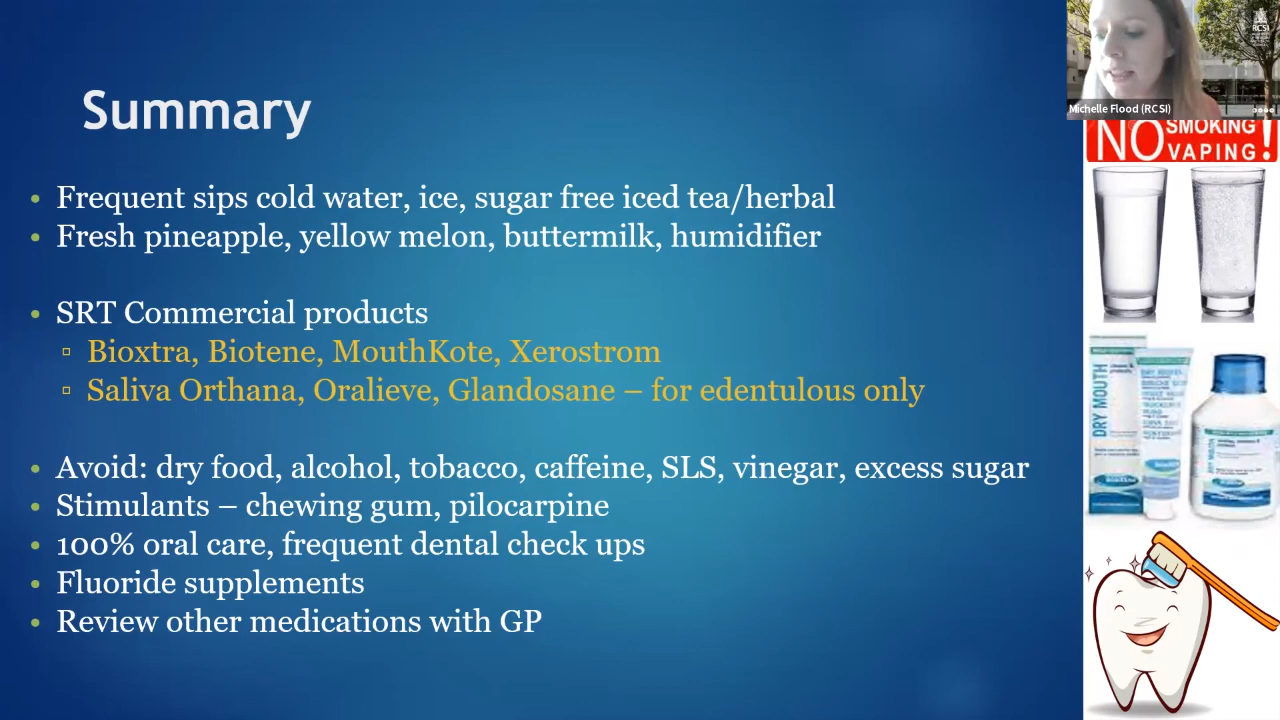 Summary
• Frequent sips cold water, ice, sugar free iced tea/herbal
• Fresh pineapple, yellow melon, buttermilk, humidifier
• SRT Commercial products
▫ Bioxtra, Biotene, MouthKote, Xerostrom
▫ Saliva Orthana, Oralieve, Glandosane – for edentulous only
• Avoid: dry food, alcohol, tobacco, caffeine, SLS, vinegar, excess sugar
• Stimulants – chewing gum, pilocarpine
• 100% oral care, frequent dental check ups
• Fluoride supplements
• Review other medications with GP
RCSI
Michelle Flood (RCSI)
NO SMOKING VAPING!
DRY MOUTH